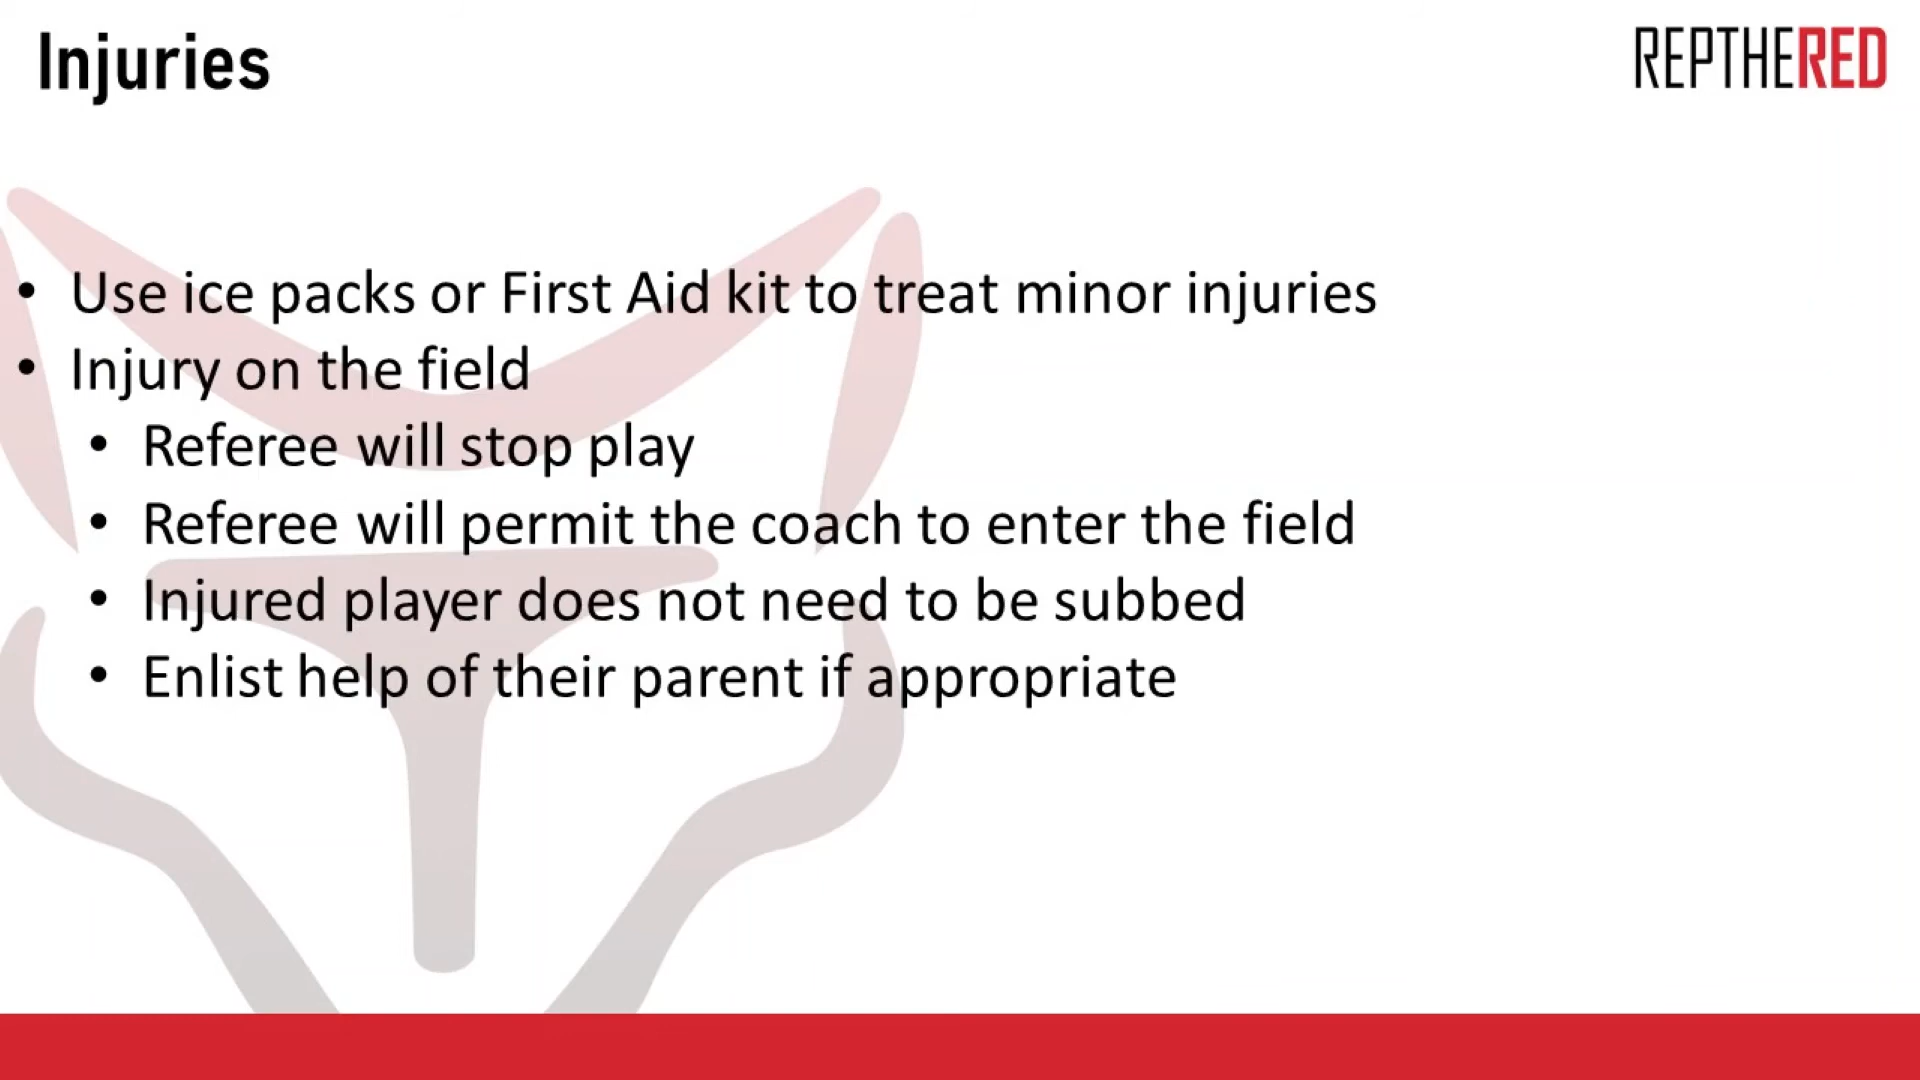 Injuries
REPTHERED
• Use ice packs or First Aid kit to treat minor injuries
• Injury on the field
• Referee will stop play
• Referee will permit the coach to enter the field
• Injured player does not need to be subbed
• Enlist help of their parent if appropriate